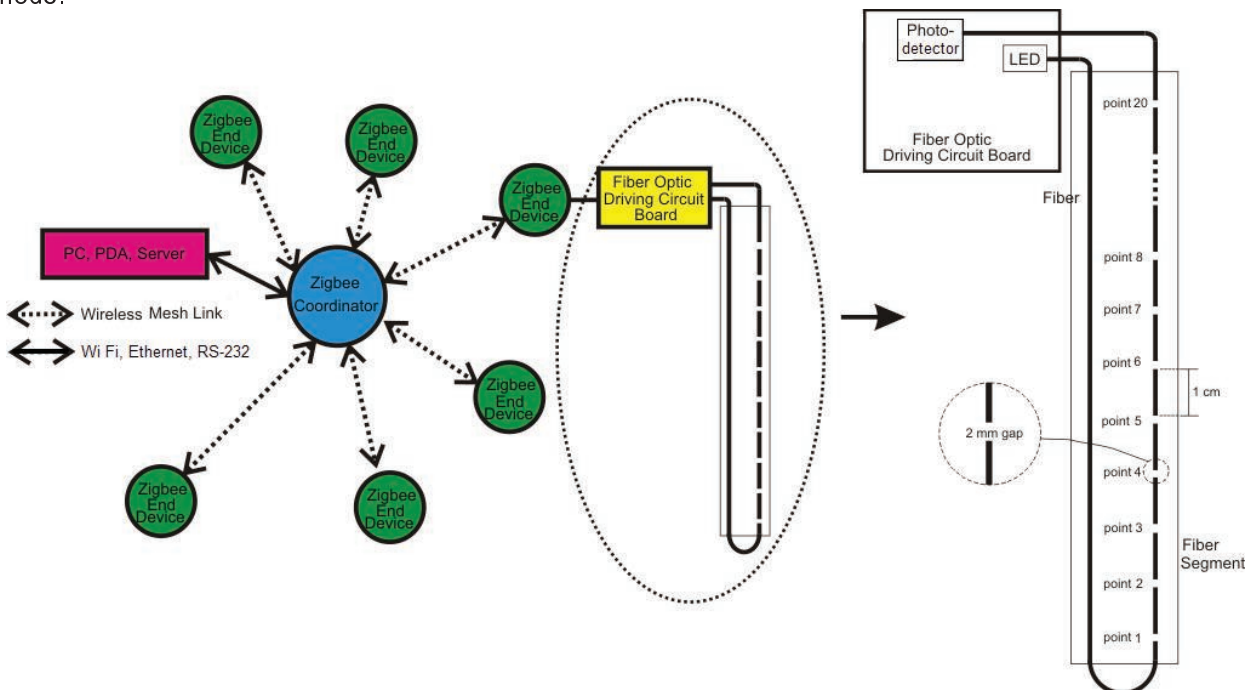 Zigbee
End
Device
Zigbee
End
Device
Zigbee
End
Device
Fiber Optic
Driving Circuit
Board
PC, PDA, Server
Zigbee
Coordinator
Wireless Mesh Link
Wi Fi, Ethernet, RS-232
Zigbee
End
Device
Zigbee
End
Device
Zigbee
End
Device
Photo-
detector
LED
Fiber Optic
Driving Circuit Board
Fiber
point 20
point 8
point 7
point 6
1 cm
point 5
2 mm gap
point 4
point 3
Fiber
Segment
point 2
point 1